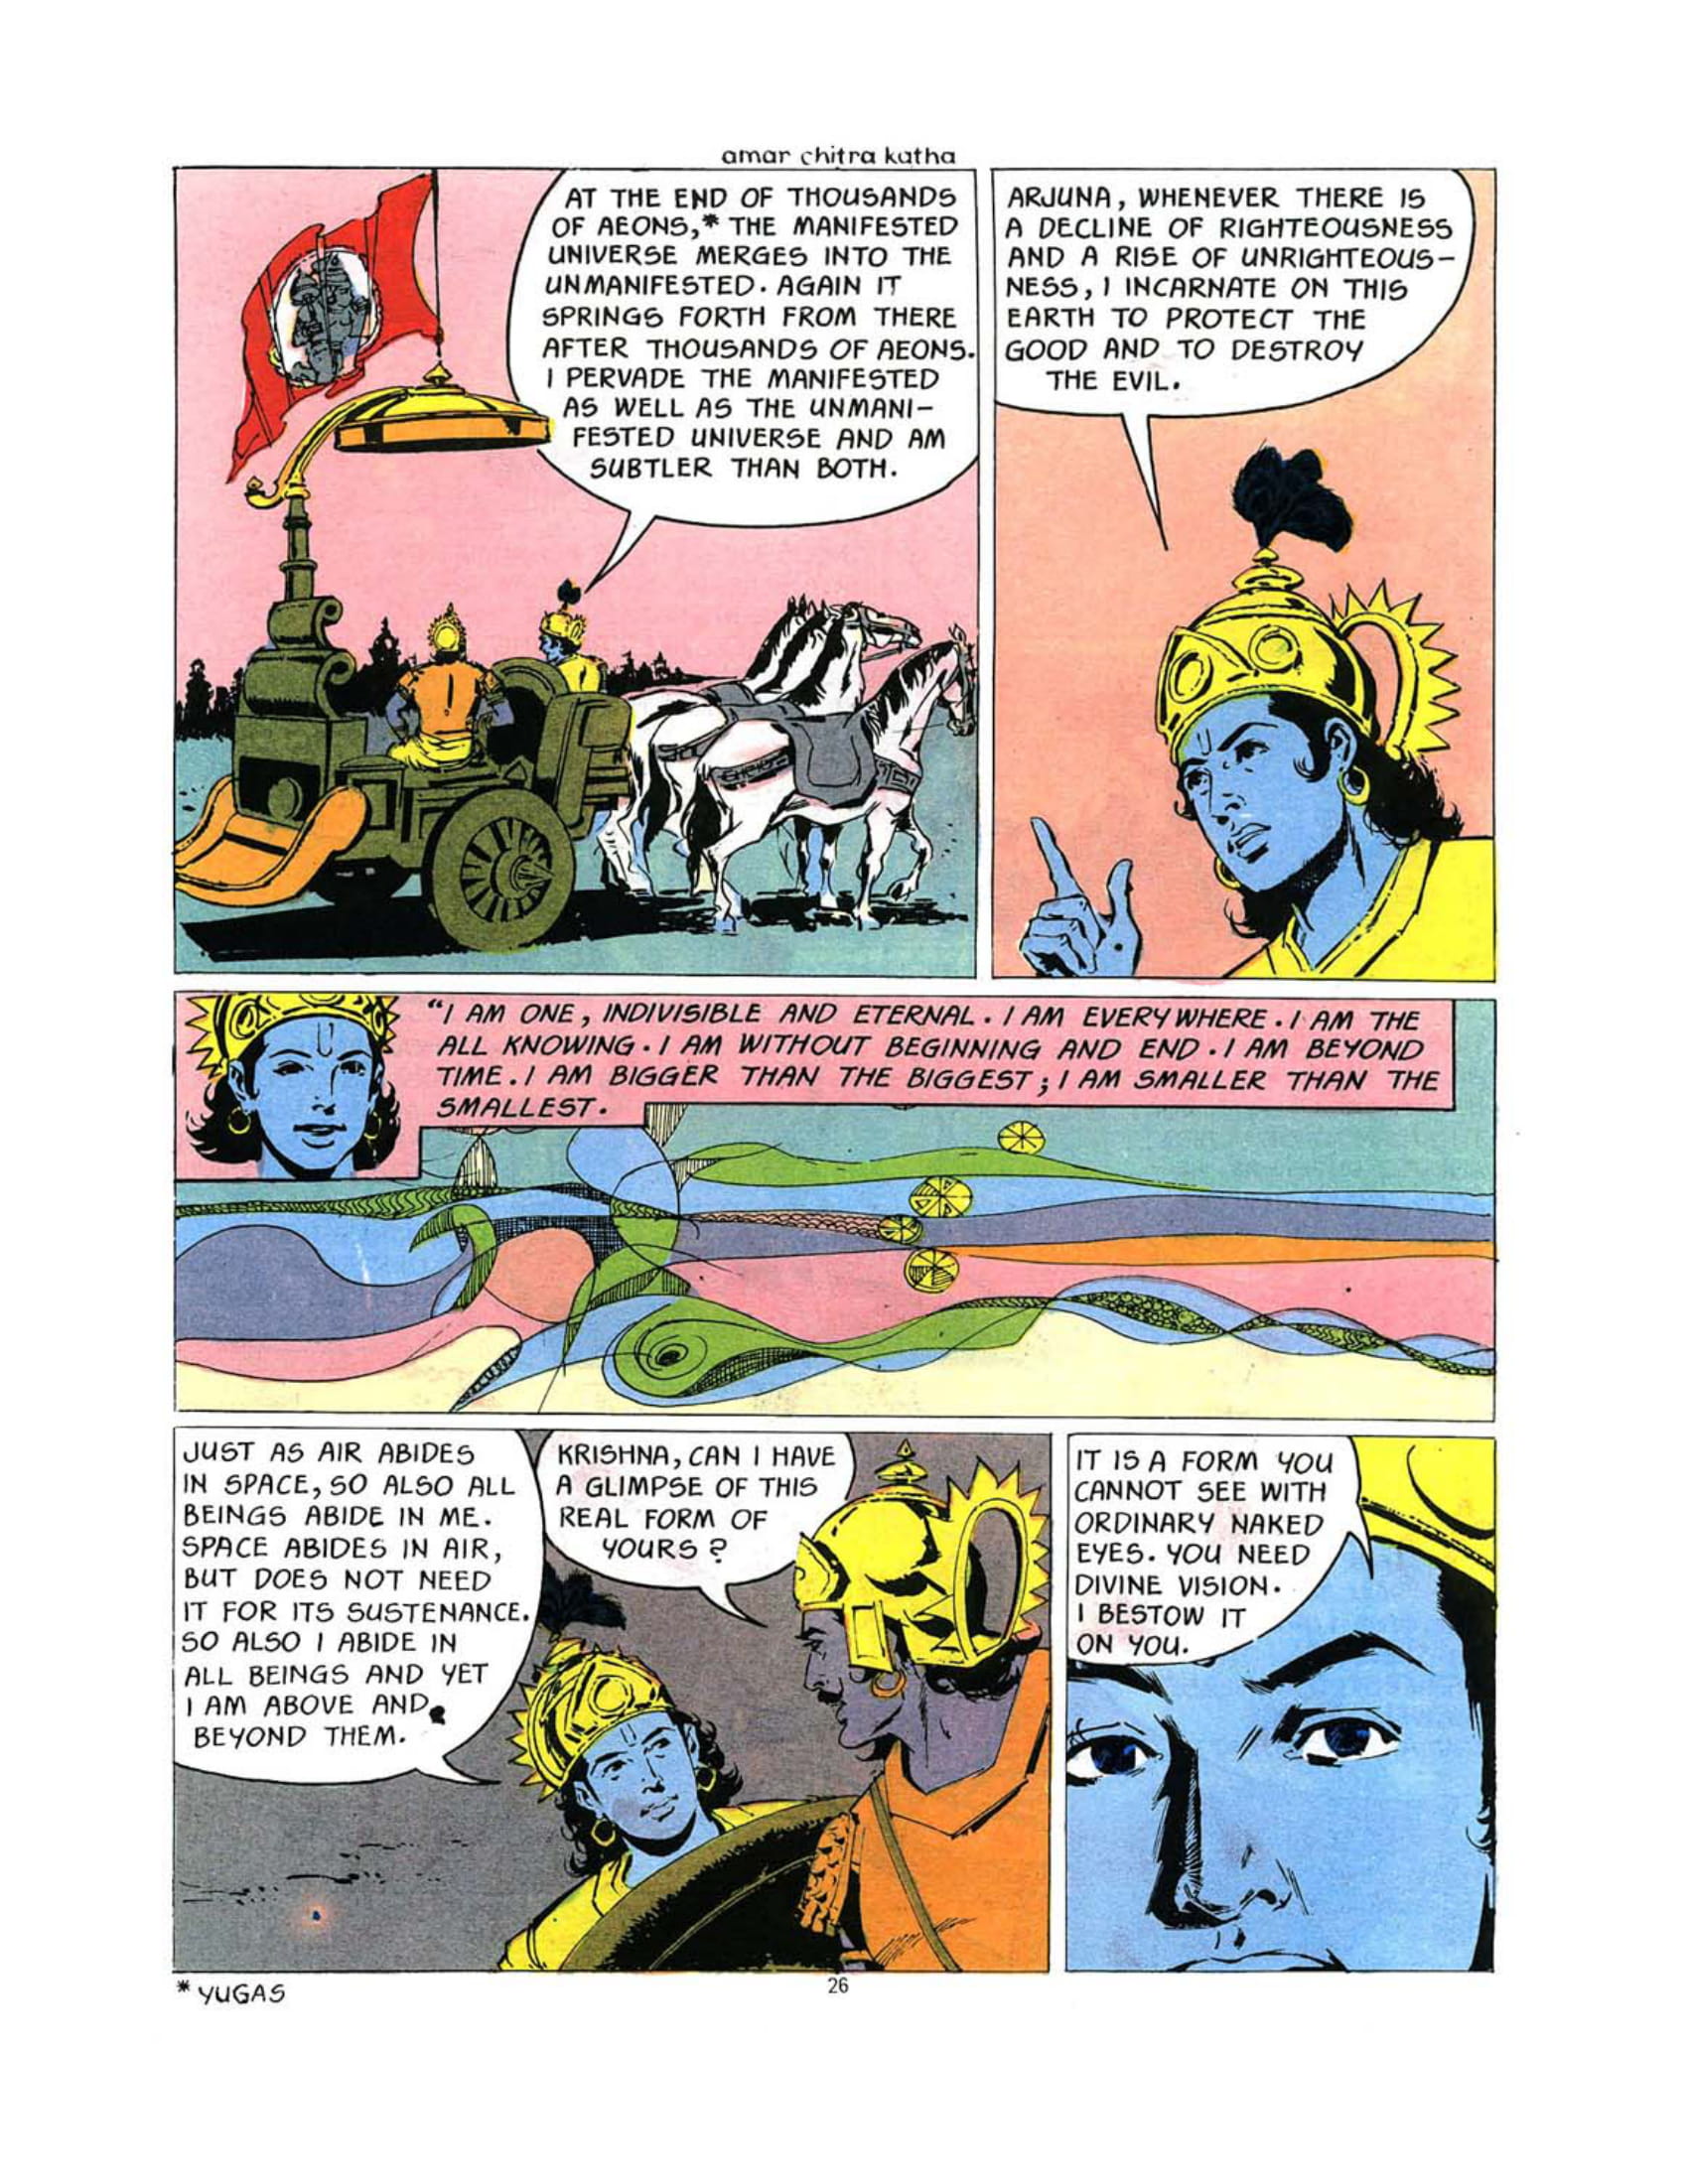 amar chitra katha
AT THE END OF THOUSANDS
OF AEONS,* THE MANIFESTED
UNIVERSE MERGES INTO THE
UNMANIFESTED. AGAIN IT
SPRINGS FORTH FROM THERE
AFTER THOUSANDS OF AEONS.
I PERVADE THE MANIFESTED
AS WELL AS THE UNMANI-
FESTED UNIVERSE AND AM
SUBTLER THAN BOTH.
ARJUNA, WHENEVER THERE IS
A DECLINE OF RIGHTEOUSNESS
AND A RISE OF UNRIGHTEOUS-
NESS, I INCARNATE ON THIS
EARTH TO PROTECT THE
GOOD AND TO DESTROY
THE EVIL.
"I AM ONE, INDIVISIBLE AND ETERNAL. I AM EVERYWHERE. I AM THE
ALL KNOWING. I AM WITHOUT BEGINNING AND END. I AM BEYOND
TIME. I AM BIGGER THAN THE BIGGEST; I AM SMALLER THAN THE
SMALLEST.
JUST AS AIR ABIDES
IN SPACE, SO ALSO ALL
BEINGS ABIDE IN ME.
SPACE ABIDES IN AIR,
BUT DOES NOT NEED
IT FOR ITS SUSTENANCE.
SO ALSO I ABIDE IN
ALL BEINGS AND YET
I AM ABOVE AND
BEYOND THEM.
KRISHNA, CAN I HAVE
A GLIMPSE OF THIS
REAL FORM OF
YOURS?
IT IS A FORM YOU
CANNOT SEE WITH
ORDINARY NAKED
EYES. YOU NEED
DIVINE VISION.
I BESTOW IT
ON YOU.
* YUGAS
26